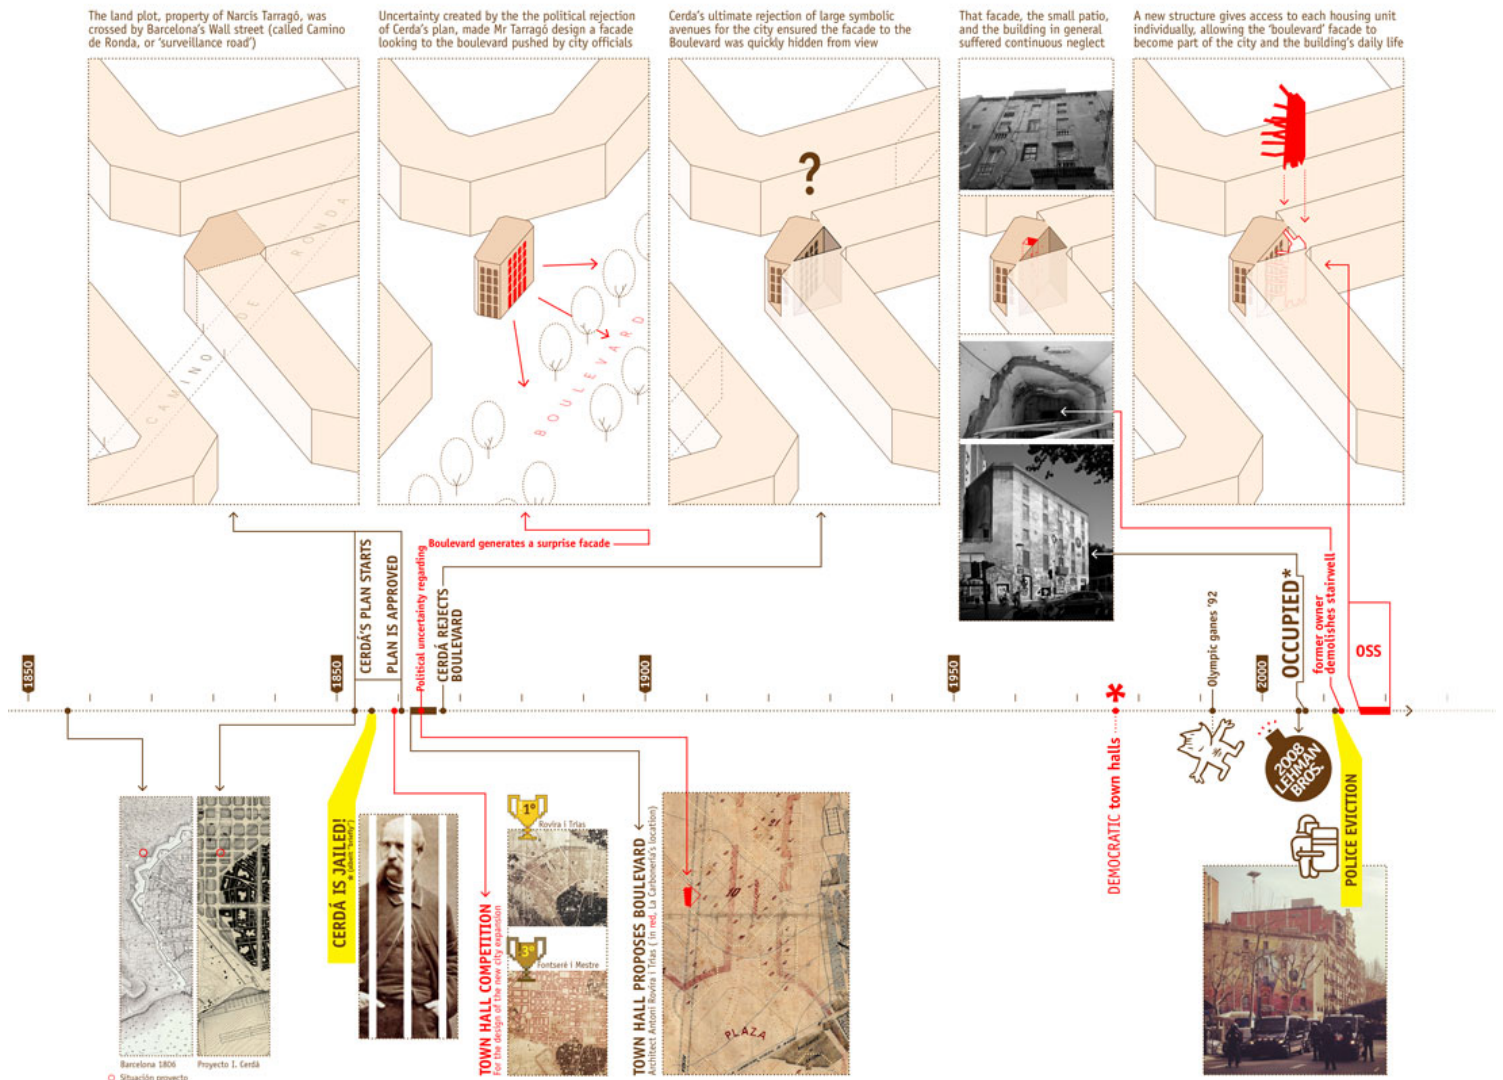 The land plot, property of Narcís Tarragó, was
crossed by Barcelona's Wall street (called Camino
de Ronda, or 'surveillance road')
Uncertainty created by the the political rejection
of Cerda's plan, made Mr Tarragó design a facade
looking to the boulevard pushed by city officials
Cerda's ultimate rejection of large symbolic
avenues for the city ensured the facade to the
Boulevard was quickly hidden from view
That facade, the small patio,
and the building in general
suffered continuous neglect
A new structure gives access to each housing unit
individually, allowing the 'boulevard' facade to
become part of the city and the building's daily life
CAMINO DE RONDA
BOULEVARD
?
Boulevard generates a surprise facade
CERDÁ'S PLAN STARTS
PLAN IS APPROVED
Political uncertainty regarding
CERDÁ REJECTS
BOULEVARD
Olympic ganes '92
OCCUPIED*
former owner
demolishes stairwell
OSS
1850
1850
1900
1950
2000
*
DEMOCRATIC town halls
2008
LEHMAN
BROS.
POLICE EVICTION
CERDÁ IS JAILED!
TOWN HALL COMPETITION
For the design of the new city expansion
1º
Rovira i Trias
3º
Fontseré i Mestre
TOWN HALL PROPOSES BOULEVARD
Architect Antoni Rovira i Trias ( in red, La Carbonería's location)
10
PLAZA
Barcelona 1806
Proyecto I. Cerdá
Situación proyecto